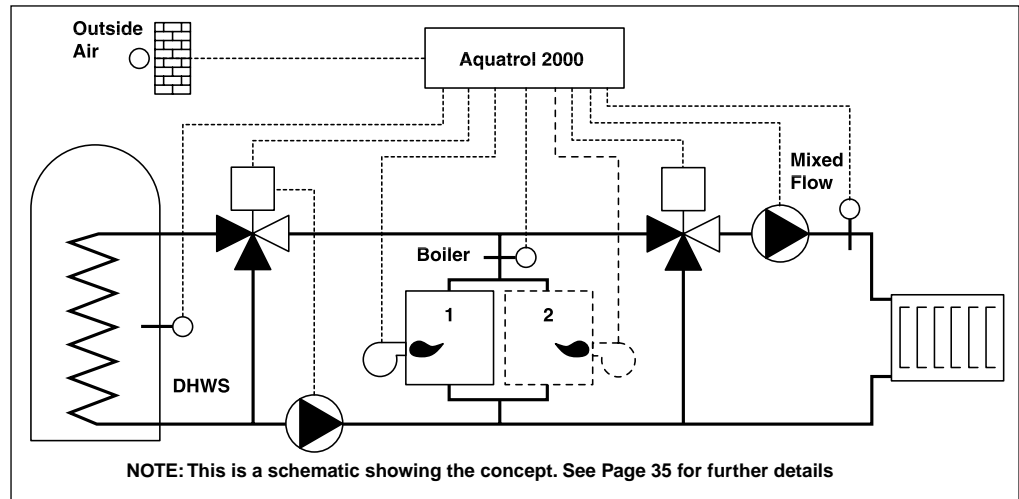 Outside
Air
Aquatrol 2000
Mixed
Flow
Boiler
1
2
DHWS
NOTE: This is a schematic showing the concept. See Page 35 for further details